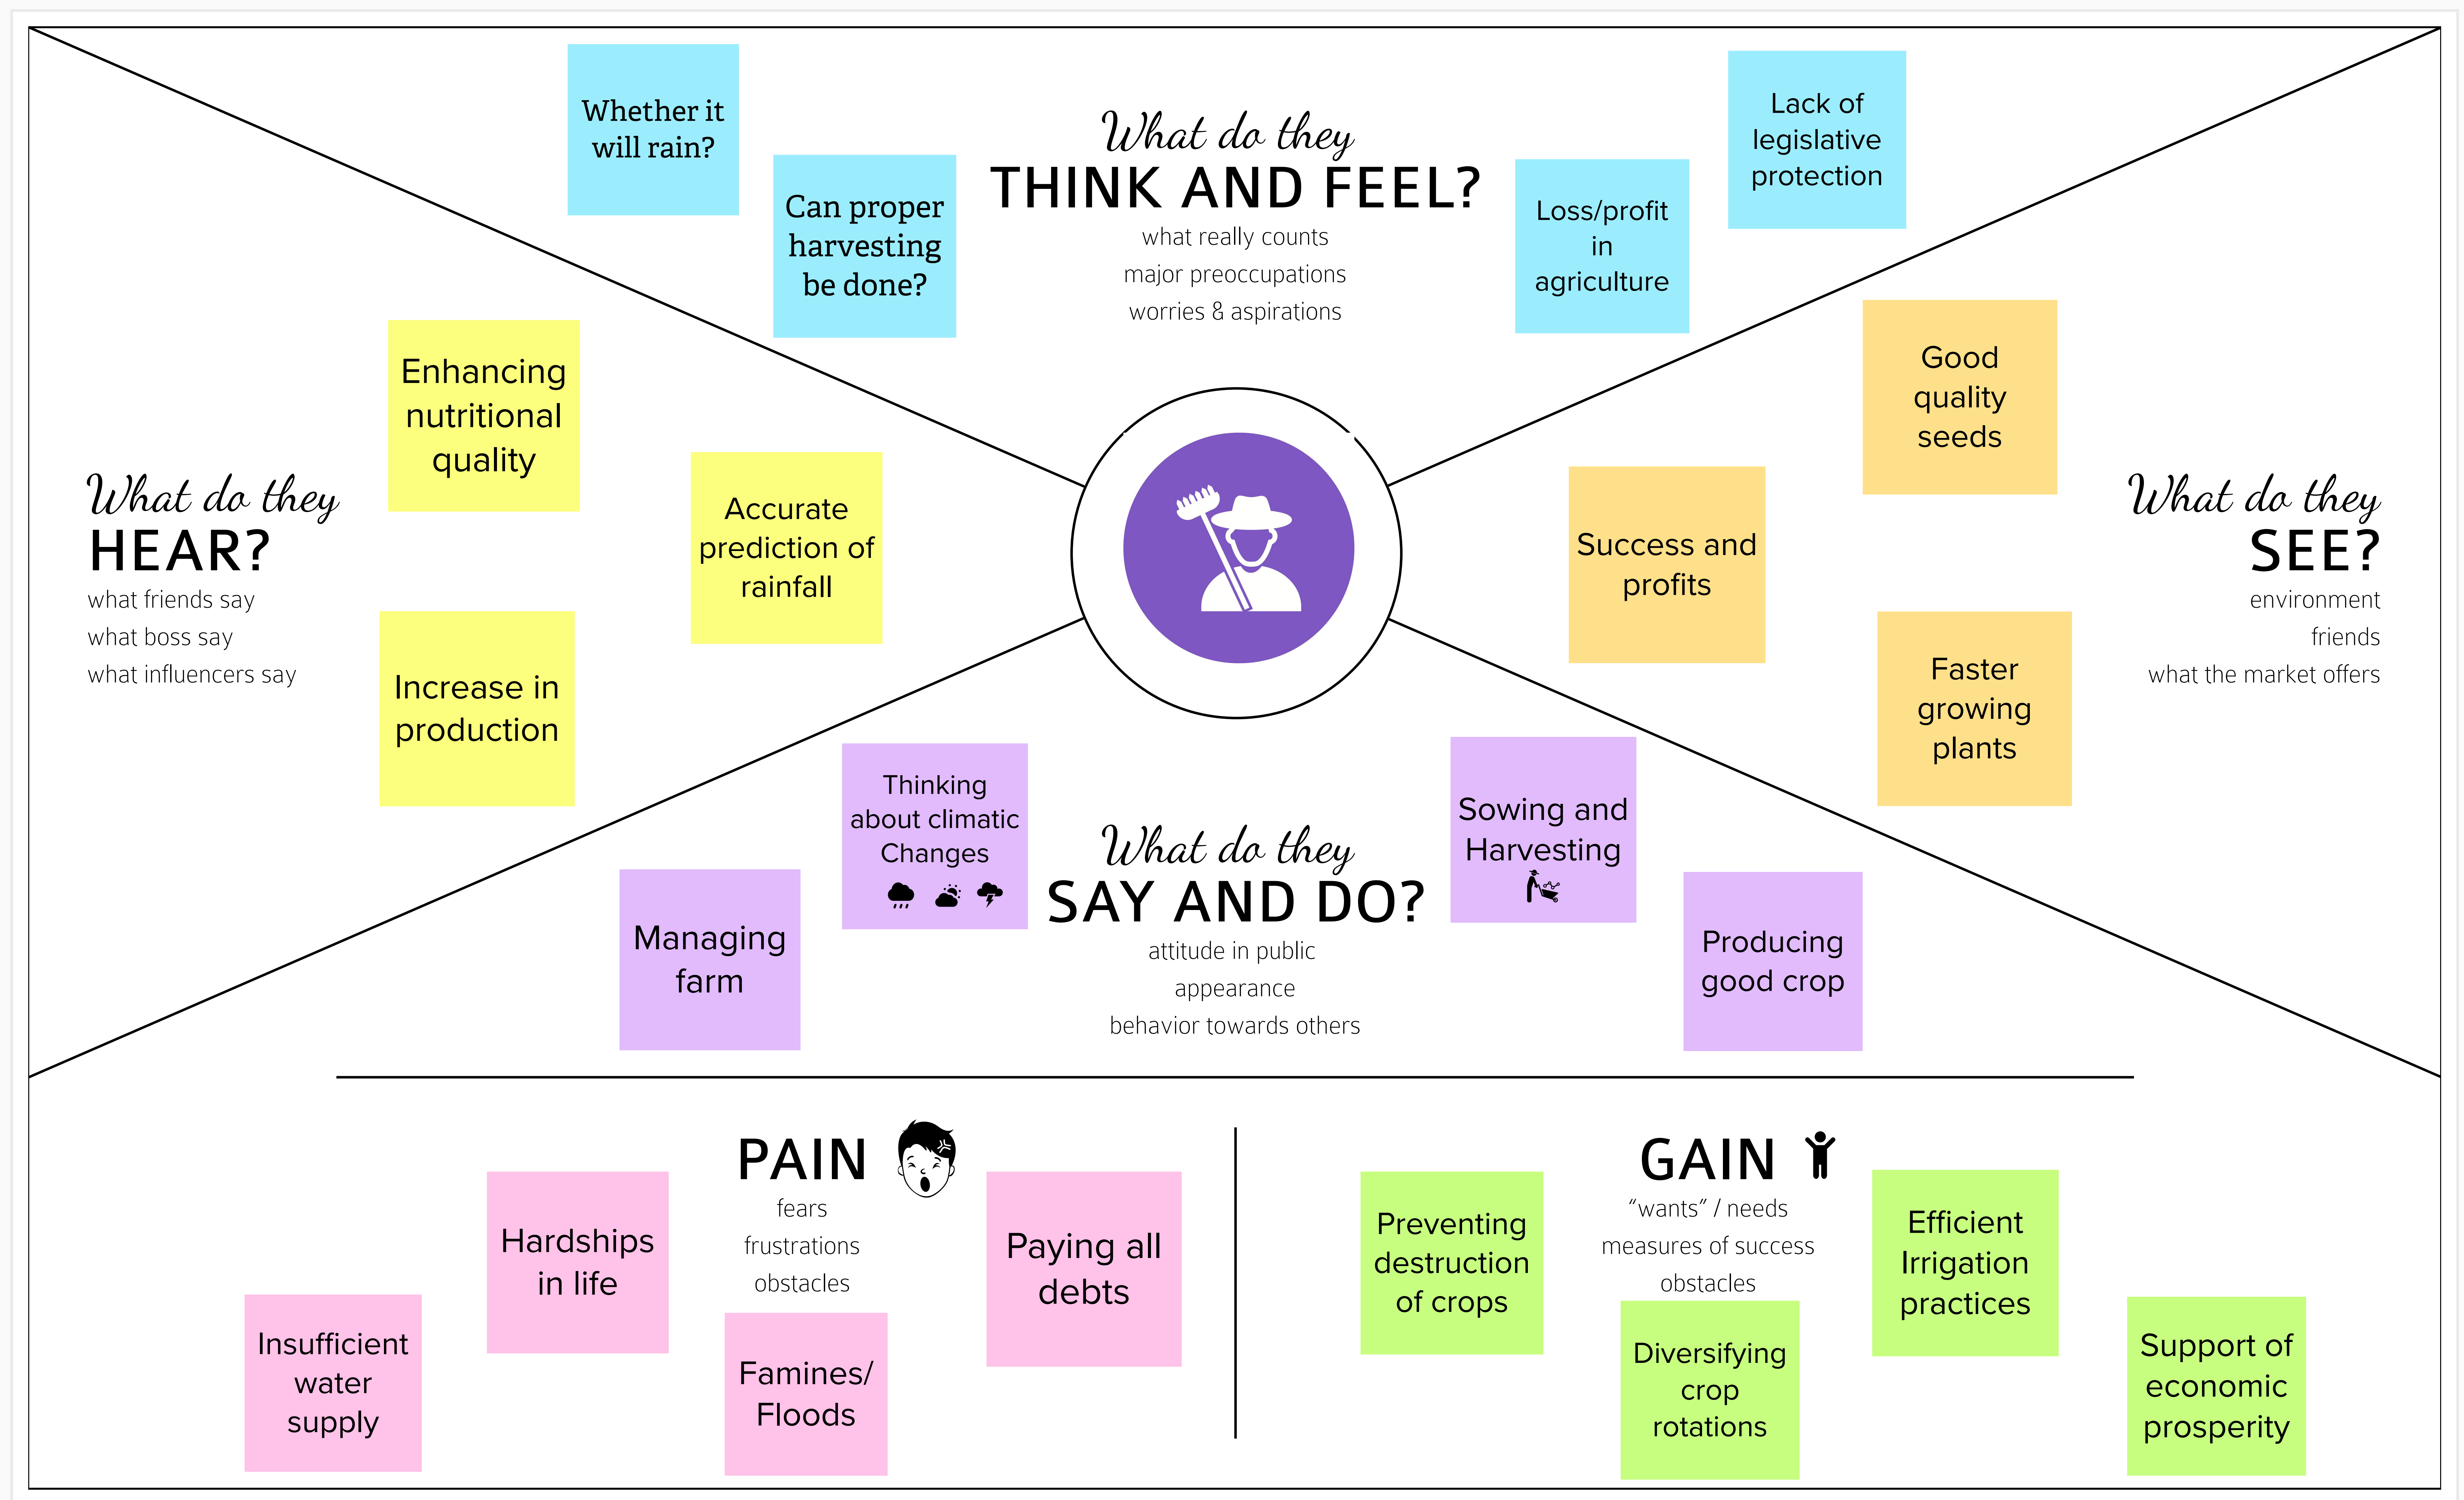 Whether it
will rain?
Can proper
harvesting
be done?
What do they
THINK AND FEEL?
what really counts
major preoccupations
worries & aspirations
Loss/profit
in
agriculture
Lack of
legislative
protection
What do they
HEAR?
what friends say
what boss say
what influencers say
Enhancing
nutritional
quality
Accurate
prediction of
rainfall
Increase in
production
Good
quality
seeds
Success and
profits
Faster
growing
plants
What do they
SEE?
environment
friends
what the market offers
Managing
farm
Thinking
about climatic
Changes
What do they
SAY AND DO?
attitude in public
appearance
behavior towards others
Sowing and
Harvesting
Producing
good crop
PAIN
fears
frustrations
obstacles
Insufficient
water
supply
Hardships
in life
Famines/
Floods
Paying all
debts
GAIN
“wants” / needs
measures of success
obstacles
Preventing
destruction
of crops
Diversifying
crop
rotations
Efficient
Irrigation
practices
Support of
economic
prosperity